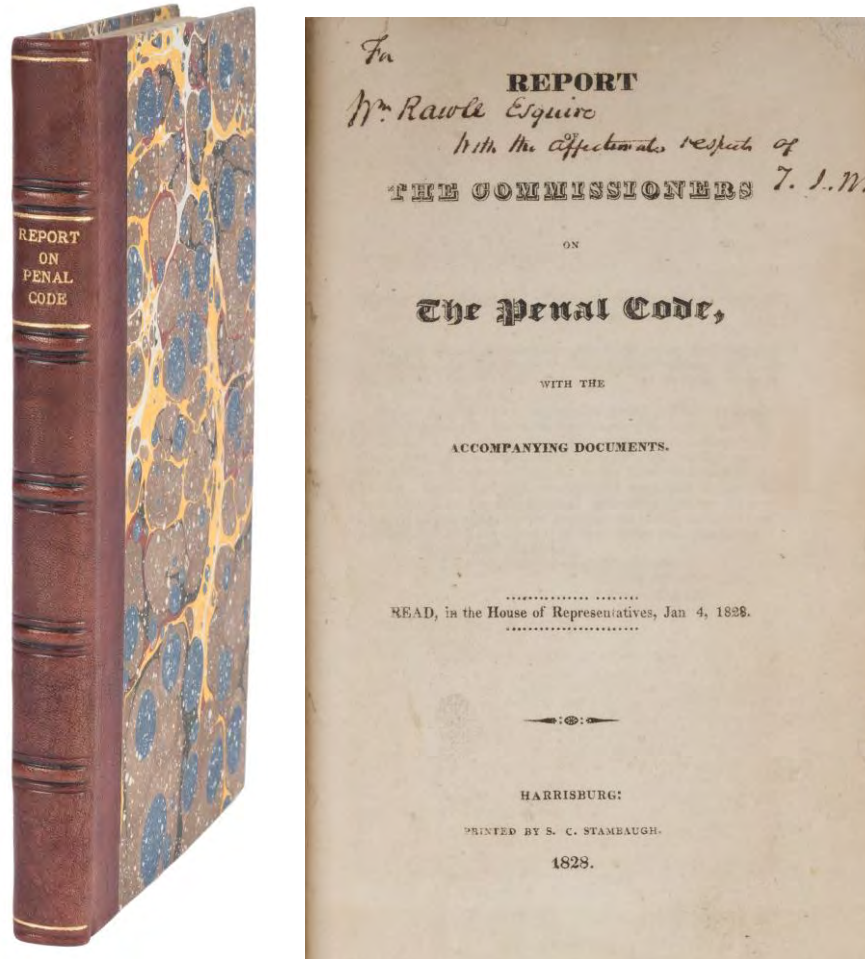 REPORT
ON
PENAL
CODE
For
REPORT
Wm Rawle Esquire
OF
With the affectionate respects of
THE COMMISSIONERS
T. I. W.
ON
The Penal Code,
WITH THE
ACCOMPANYING DOCUMENTS.
READ, in the House of Representatives, Jan 4, 1828.
HARRISBURG:
PRINTED BY S. C. STAMBAUGH.
1828.